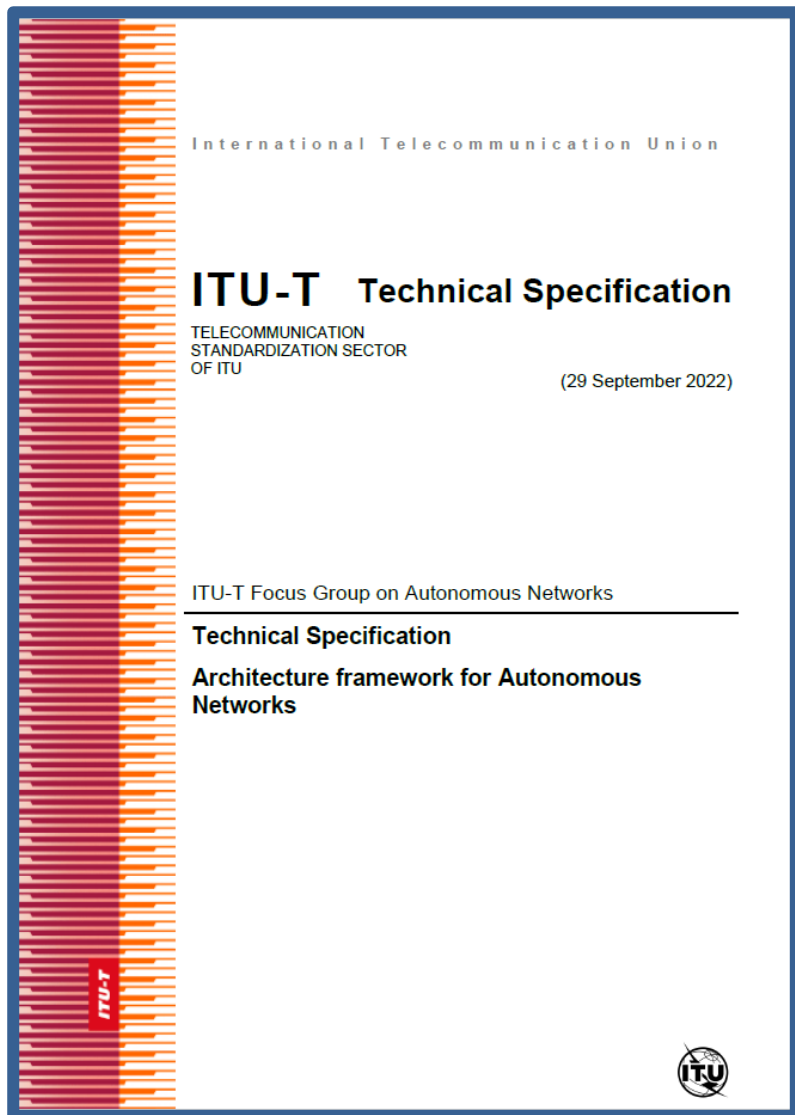 International Telecommunication Union
ITU-T Technical Specification
TELECOMMUNICATION
STANDARDIZATION SECTOR
OF ITU
(29 September 2022)
ITU-T Focus Group on Autonomous Networks
Technical Specification
Architecture framework for Autonomous
Networks
ITU-T
ITU